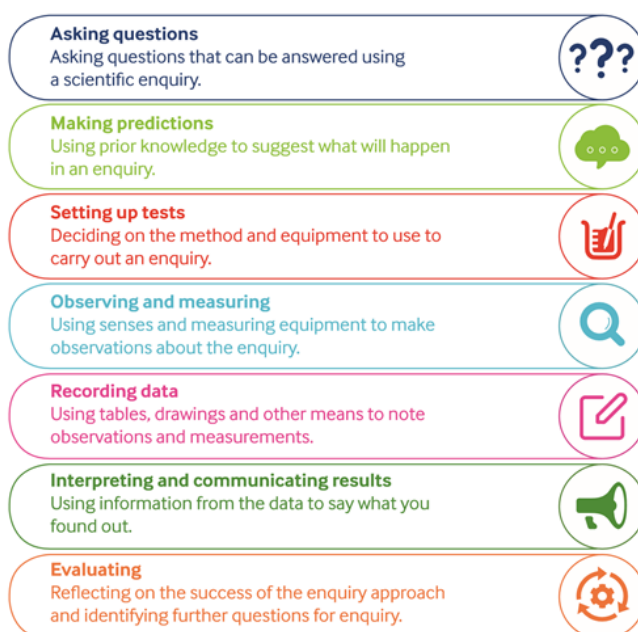 Asking questions
Asking questions that can be answered using
a scientific enquiry.
???
Making predictions
Using prior knowledge to suggest what will happen
in an enquiry.
Setting up tests
Deciding on the method and equipment to use to
carry out an enquiry.
Observing and measuring
Using senses and measuring equipment to make
observations about the enquiry.
Recording data
Using tables, drawings and other means to note
observations and measurements.
Interpreting and communicating results
Using information from the data to say what you
found out.
Evaluating
Reflecting on the success of the enquiry approach
and identifying further questions for enquiry.